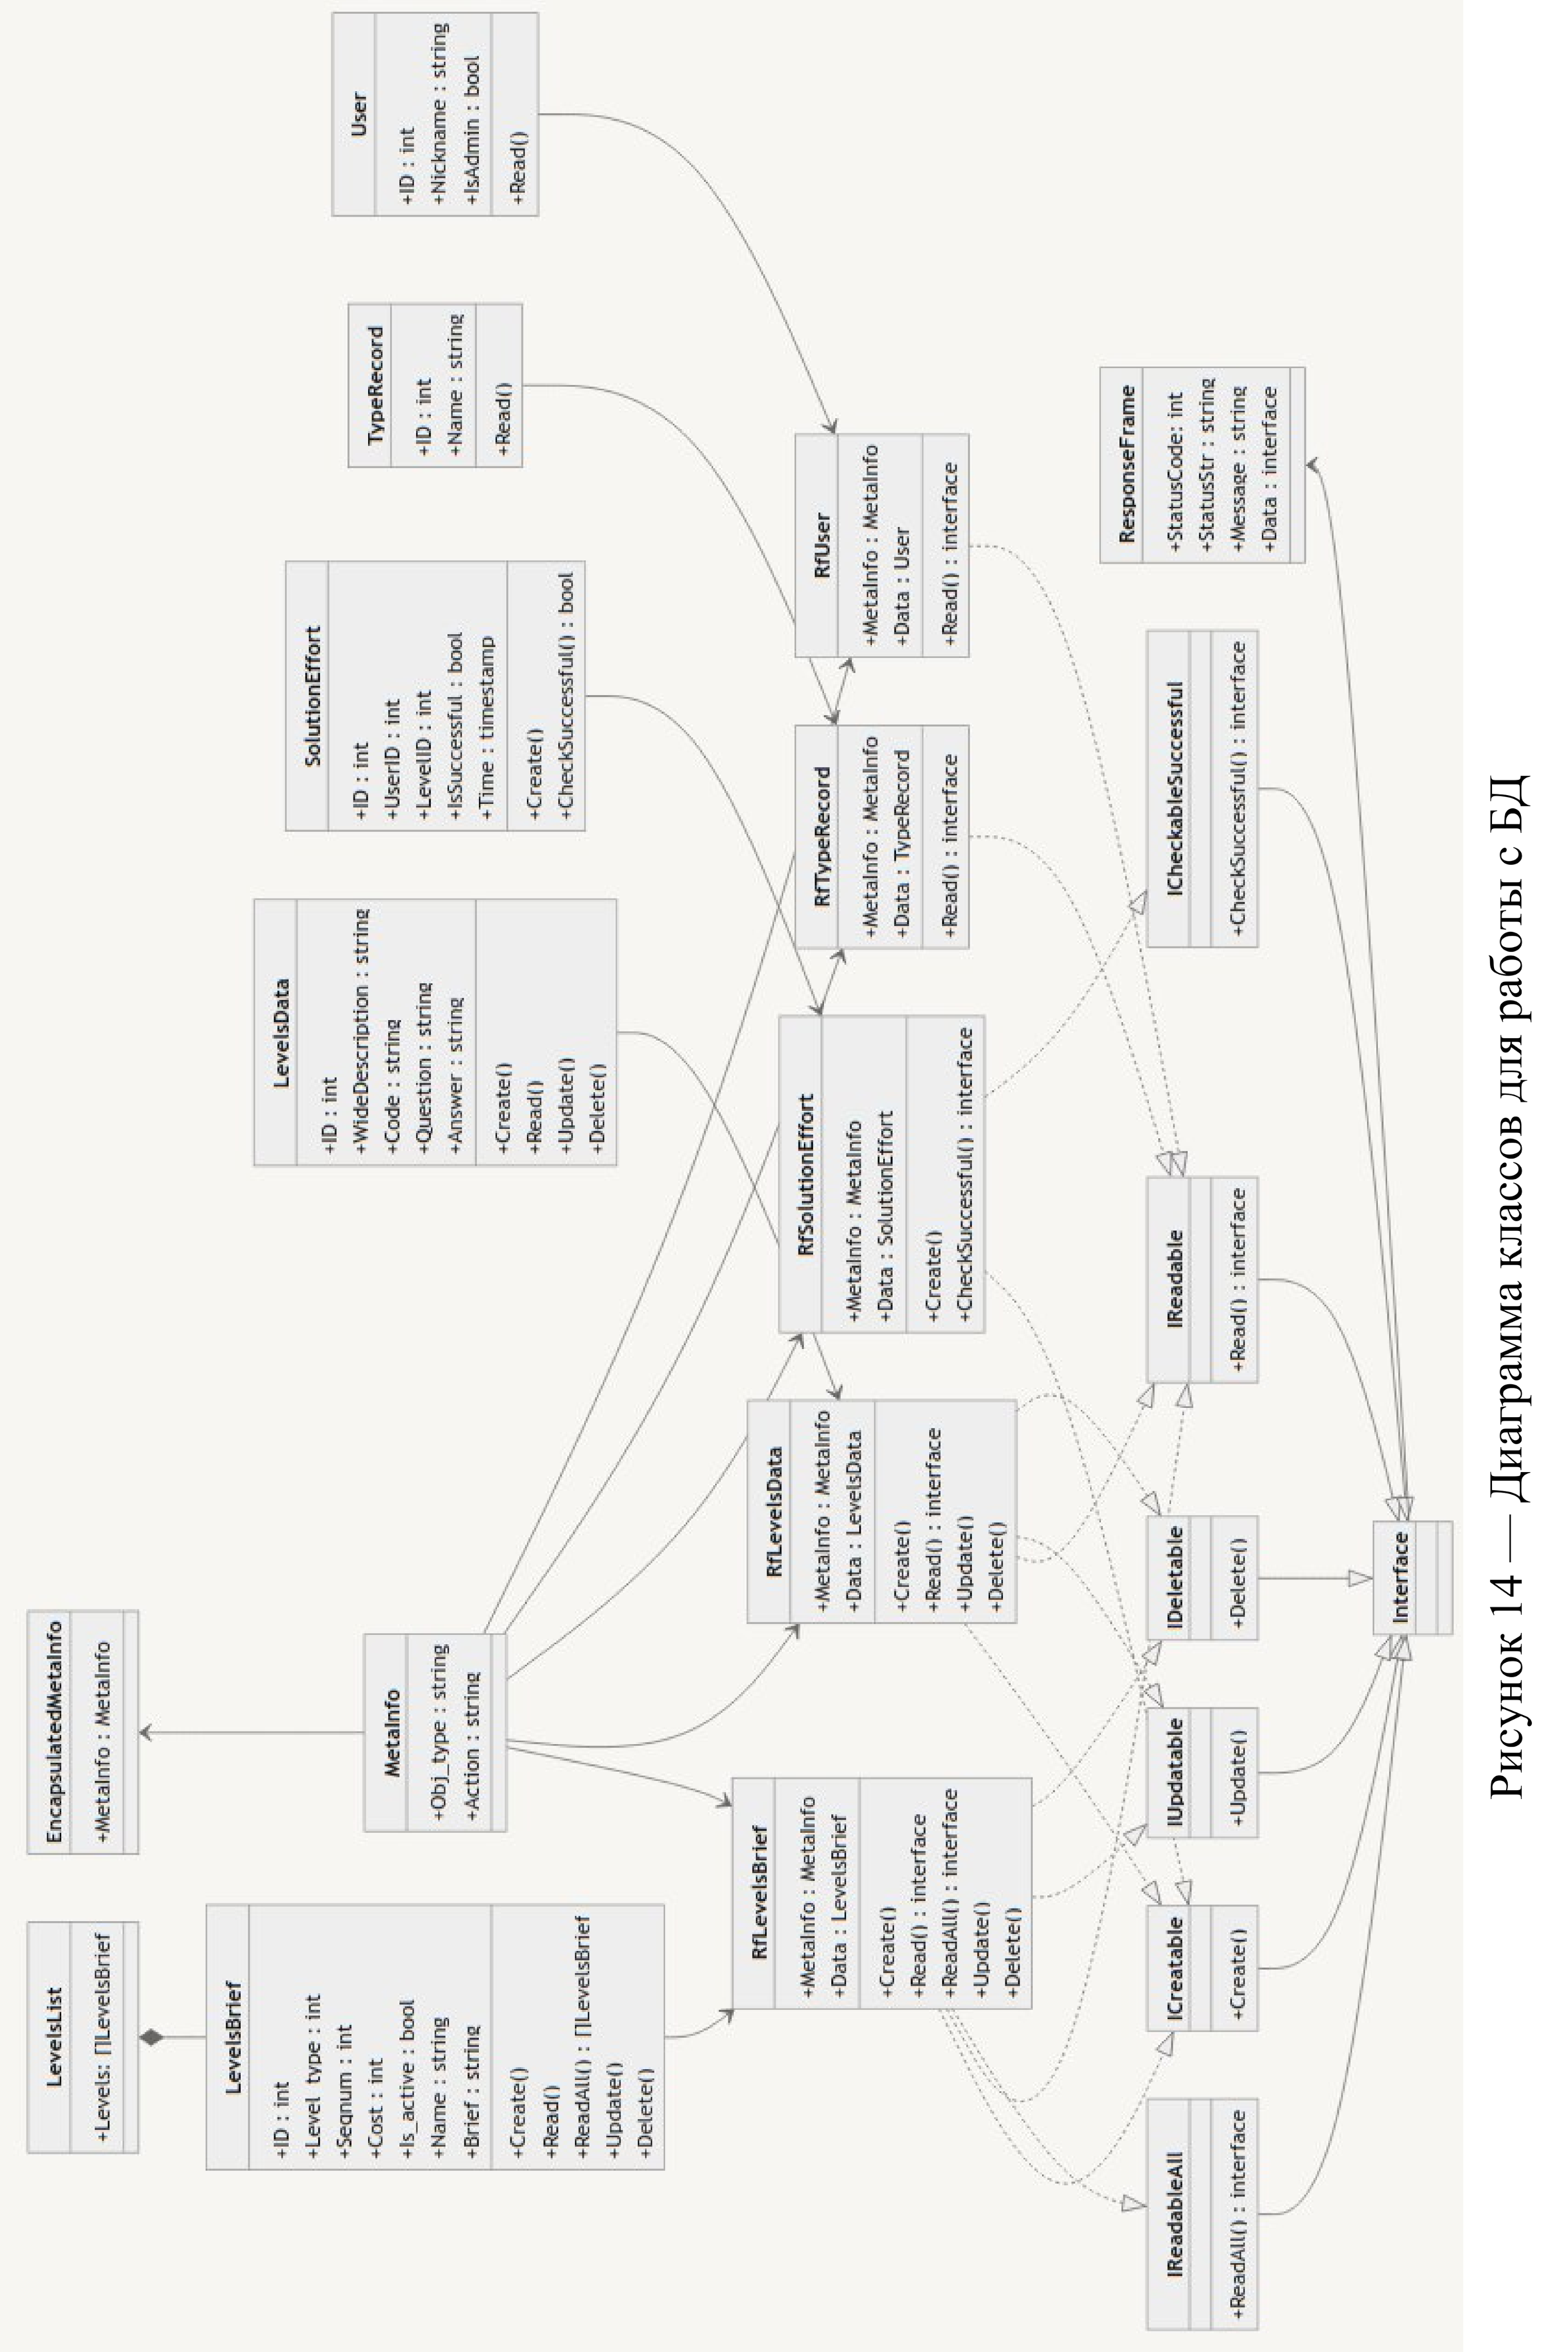 LevelsList
+Levels: []LevelsBrief
EncapsulatedMetaInfo
+MetaInfo : MetaInfo
LevelsBrief
+ID : int
+Level_type : int
+Seqnum : int
+Cost : int
+Is_active : bool
+Name : string
+Brief : string
+Create()
+Read()
+ReadAll() : []LevelsBrief
+Update()
+Delete()
MetaInfo
+Obj_type : string
+Action : string
LevelsData
+ID : int
+WideDescription : string
+Code : string
+Question : string
+Answer : string
+Create()
+Read()
+Update()
+Delete()
SolutionEffort
+ID : int
+UserID : int
+LevelID : int
+IsSuccessful : bool
+Time : timestamp
+Create()
+CheckSuccessful() : bool
TypeRecord
+ID : int
+Name : string
+Read()
User
+ID : int
+Nickname : string
+IsAdmin : bool
+Read()
RfLevelsBrief
+MetaInfo : MetaInfo
+Data : LevelsBrief
+Create()
+Read() : interface
+ReadAll() : interface
+Update()
+Delete()
RfLevelsData
+MetaInfo : MetaInfo
+Data : LevelsData
+Create()
+Read() : interface
+Update()
+Delete()
RfSolutionEffort
+MetaInfo : MetaInfo
+Data : SolutionEffort
+Create()
+CheckSuccessful() : interface
RfTypeRecord
+MetaInfo : MetaInfo
+Data : TypeRecord
+Read() : interface
RfUser
+MetaInfo : MetaInfo
+Data : User
+Read() : interface
IReadableAll
+ReadAll() : interface
ICreatable
+Create()
IUpdatable
+Update()
IDeletable
+Delete()
IReadable
+Read() : interface
ICheckableSuccessful
+CheckSuccessful() : interface
ResponseFrame
+StatusCode: int
+StatusStr : string
+Message : string
+Data : interface
Interface
Рисунок 14 — Диаграмма классов для работы с БД